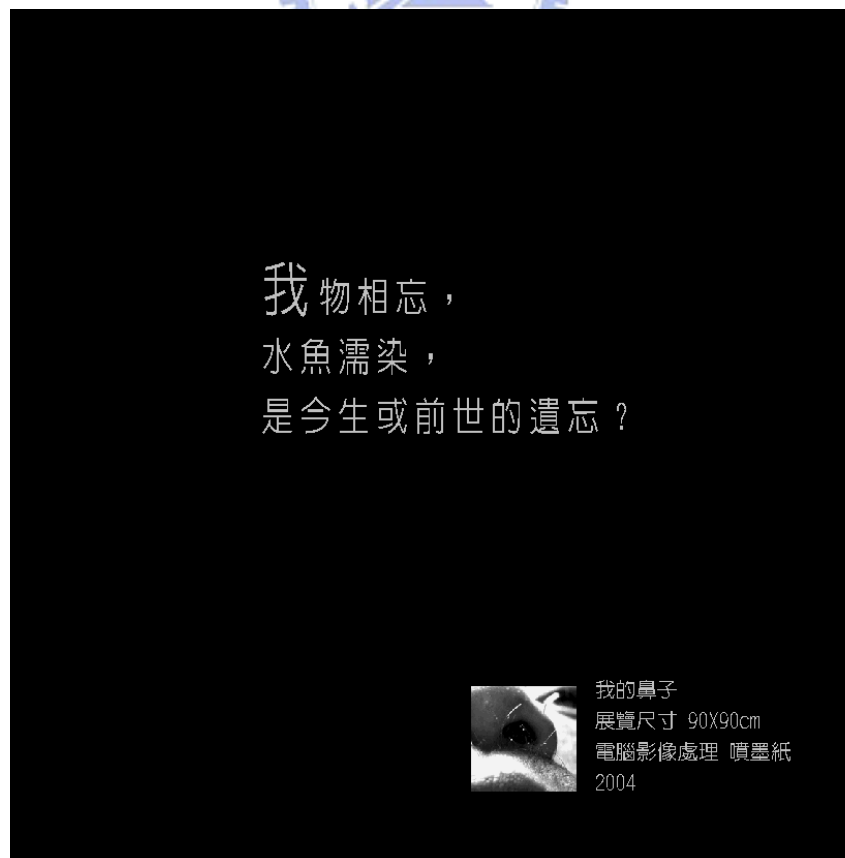 我物相忘，
水魚濡染，
是今生或前世的遺忘？
我的鼻子
展覽尺寸 90X90cm
電腦影像處理 噴墨紙
2004